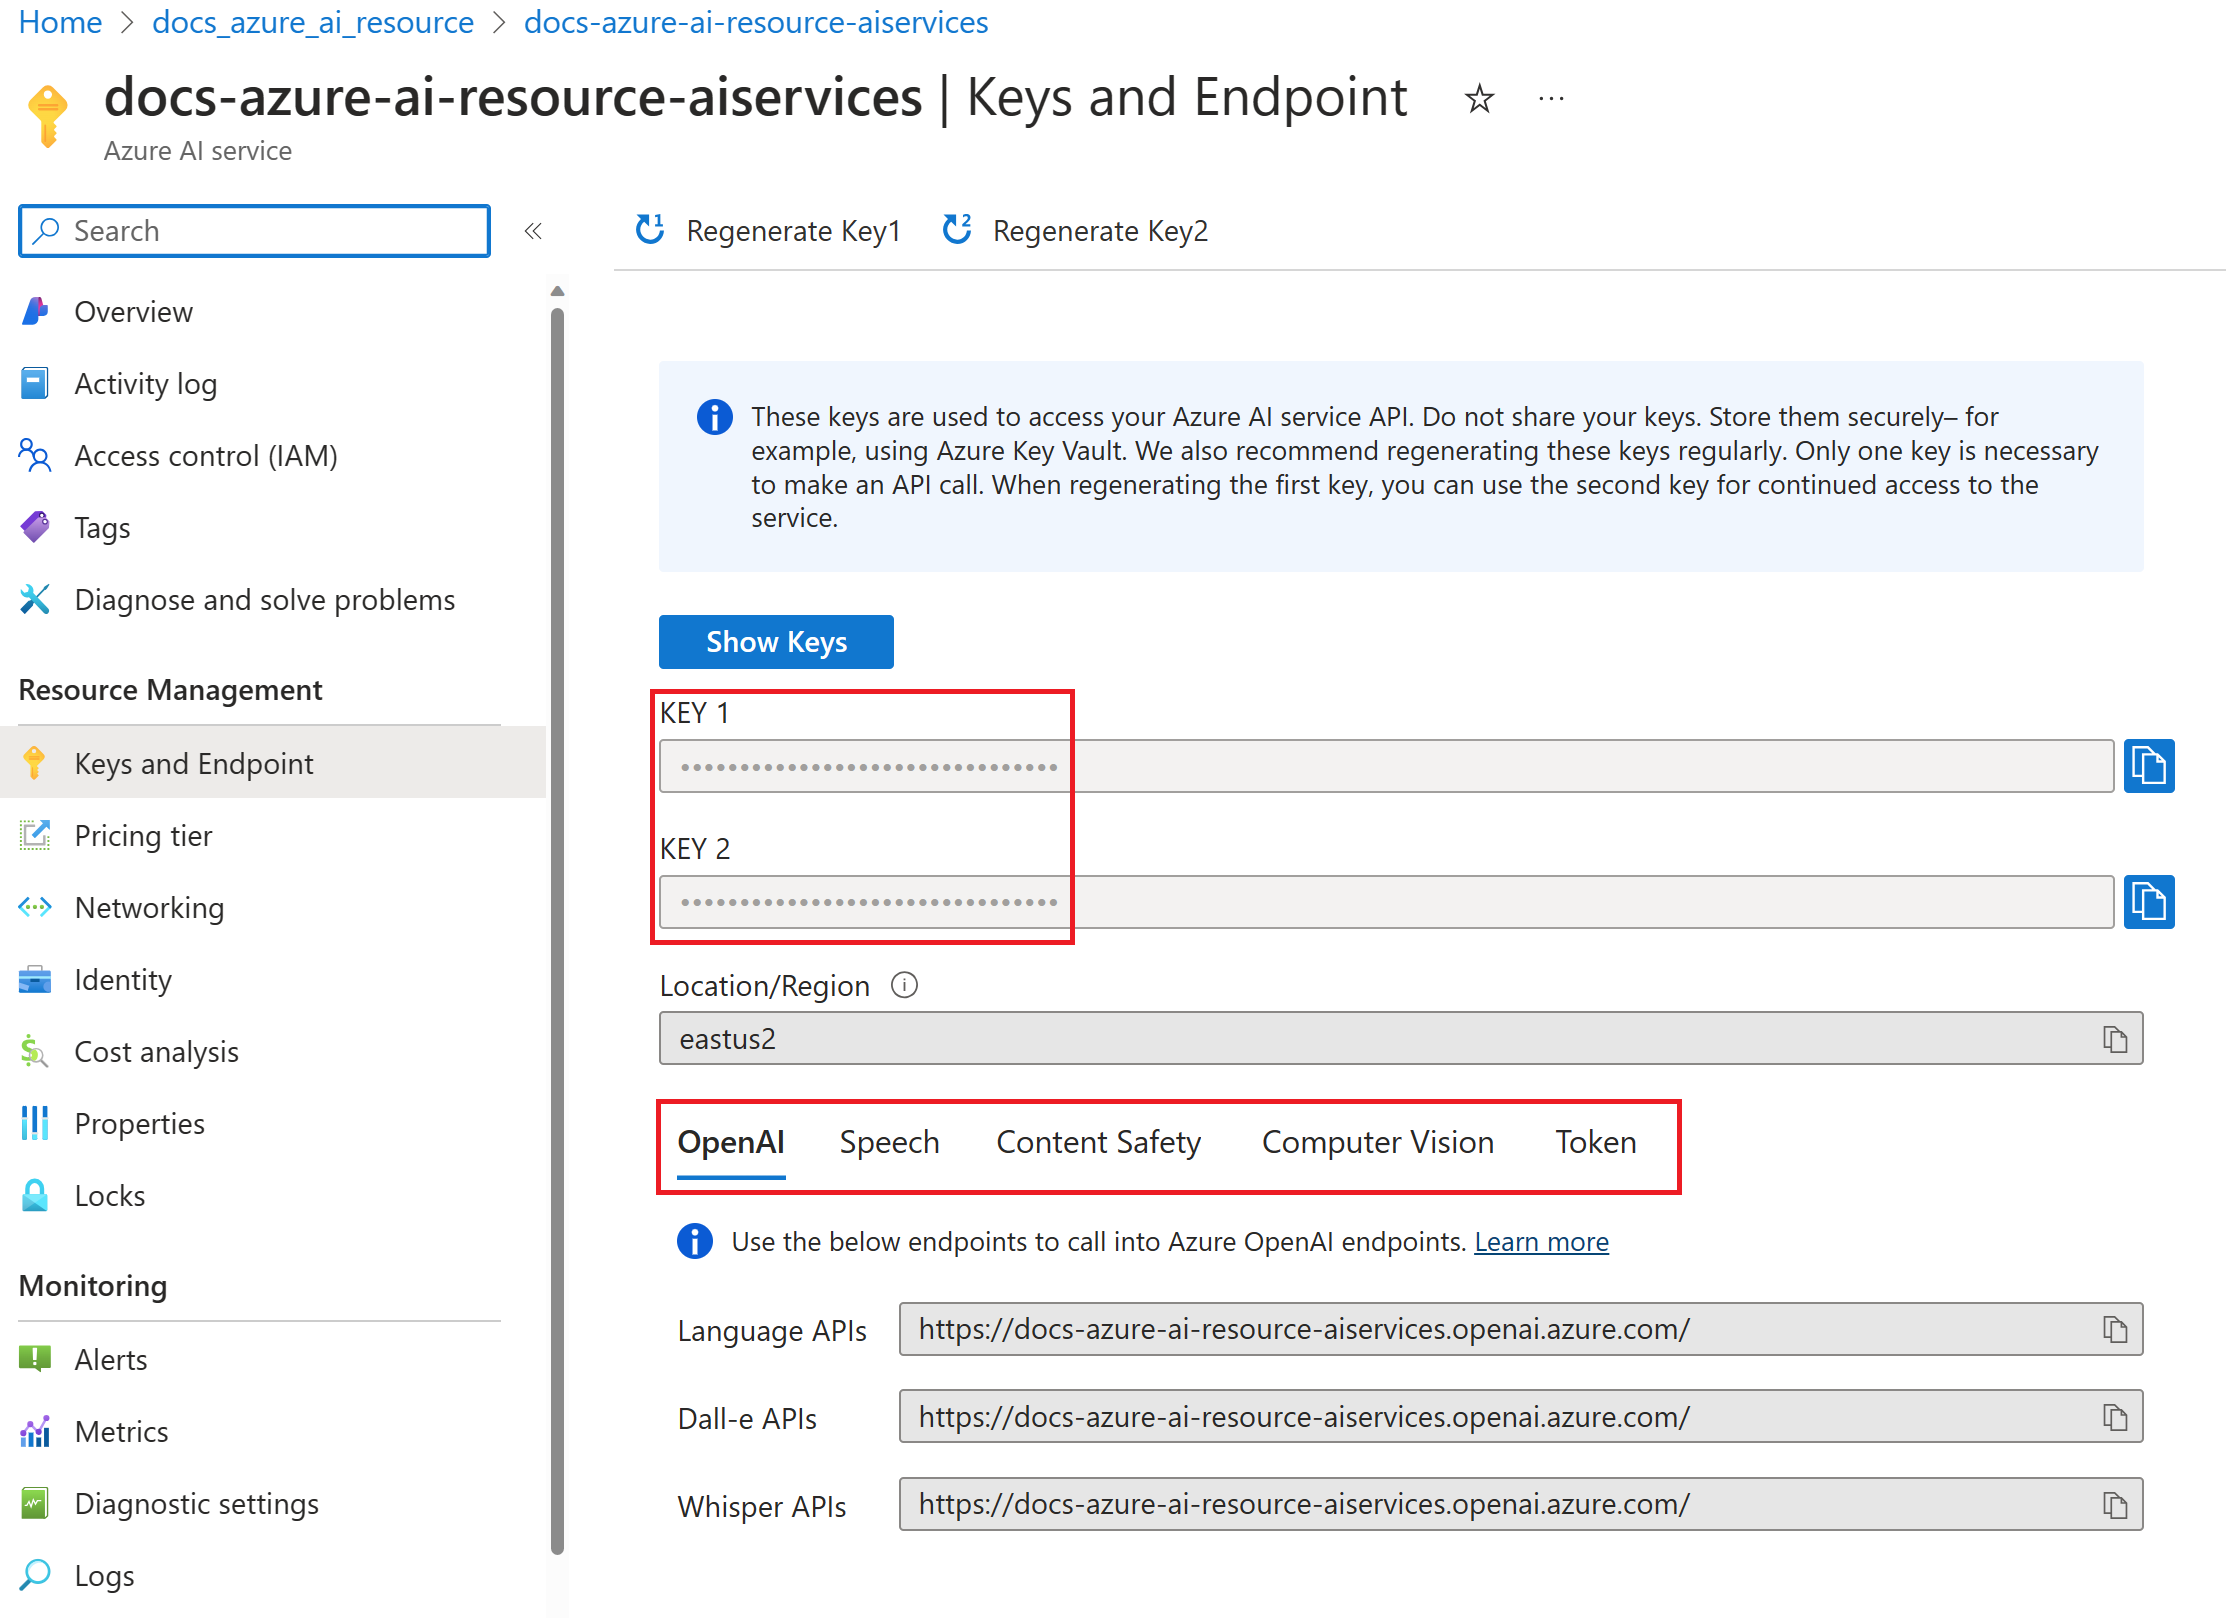 Home > docs_azure_ai_resource > docs-azure-ai-resource-aiservices
docs-azure-ai-resource-aiservices | Keys and Endpoint
Azure AI service
Search
Overview
Activity log
Access control (IAM)
Tags
Diagnose and solve problems
Resource Management
Keys and Endpoint
Pricing tier
Networking
Identity
Cost analysis
Properties
Locks
Monitoring
Alerts
Metrics
Diagnostic settings
Logs
Regenerate Key1 Regenerate Key2
These keys are used to access your Azure AI service API. Do not share your keys. Store them securely– for
example, using Azure Key Vault. We also recommend regenerating these keys regularly. Only one key is necessary
to make an API call. When regenerating the first key, you can use the second key for continued access to the
service.
Show Keys
KEY 1
••••••••••••••••••••••••••••••••
KEY 2
••••••••••••••••••••••••••••••••
Location/Region
eastus2
OpenAI Speech Content Safety Computer Vision Token
Use the below endpoints to call into Azure OpenAI endpoints. Learn more
Language APIs https://docs-azure-ai-resource-aiservices.openai.azure.com/
Dall-e APIs https://docs-azure-ai-resource-aiservices.openai.azure.com/
Whisper APIs https://docs-azure-ai-resource-aiservices.openai.azure.com/